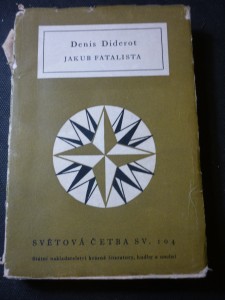 Denis Diderot
JAKUB FATALISTA
SVĚTOVÁ ČETBA SV. 204
Státní nakladatelství krásné literatury, hudby a umění